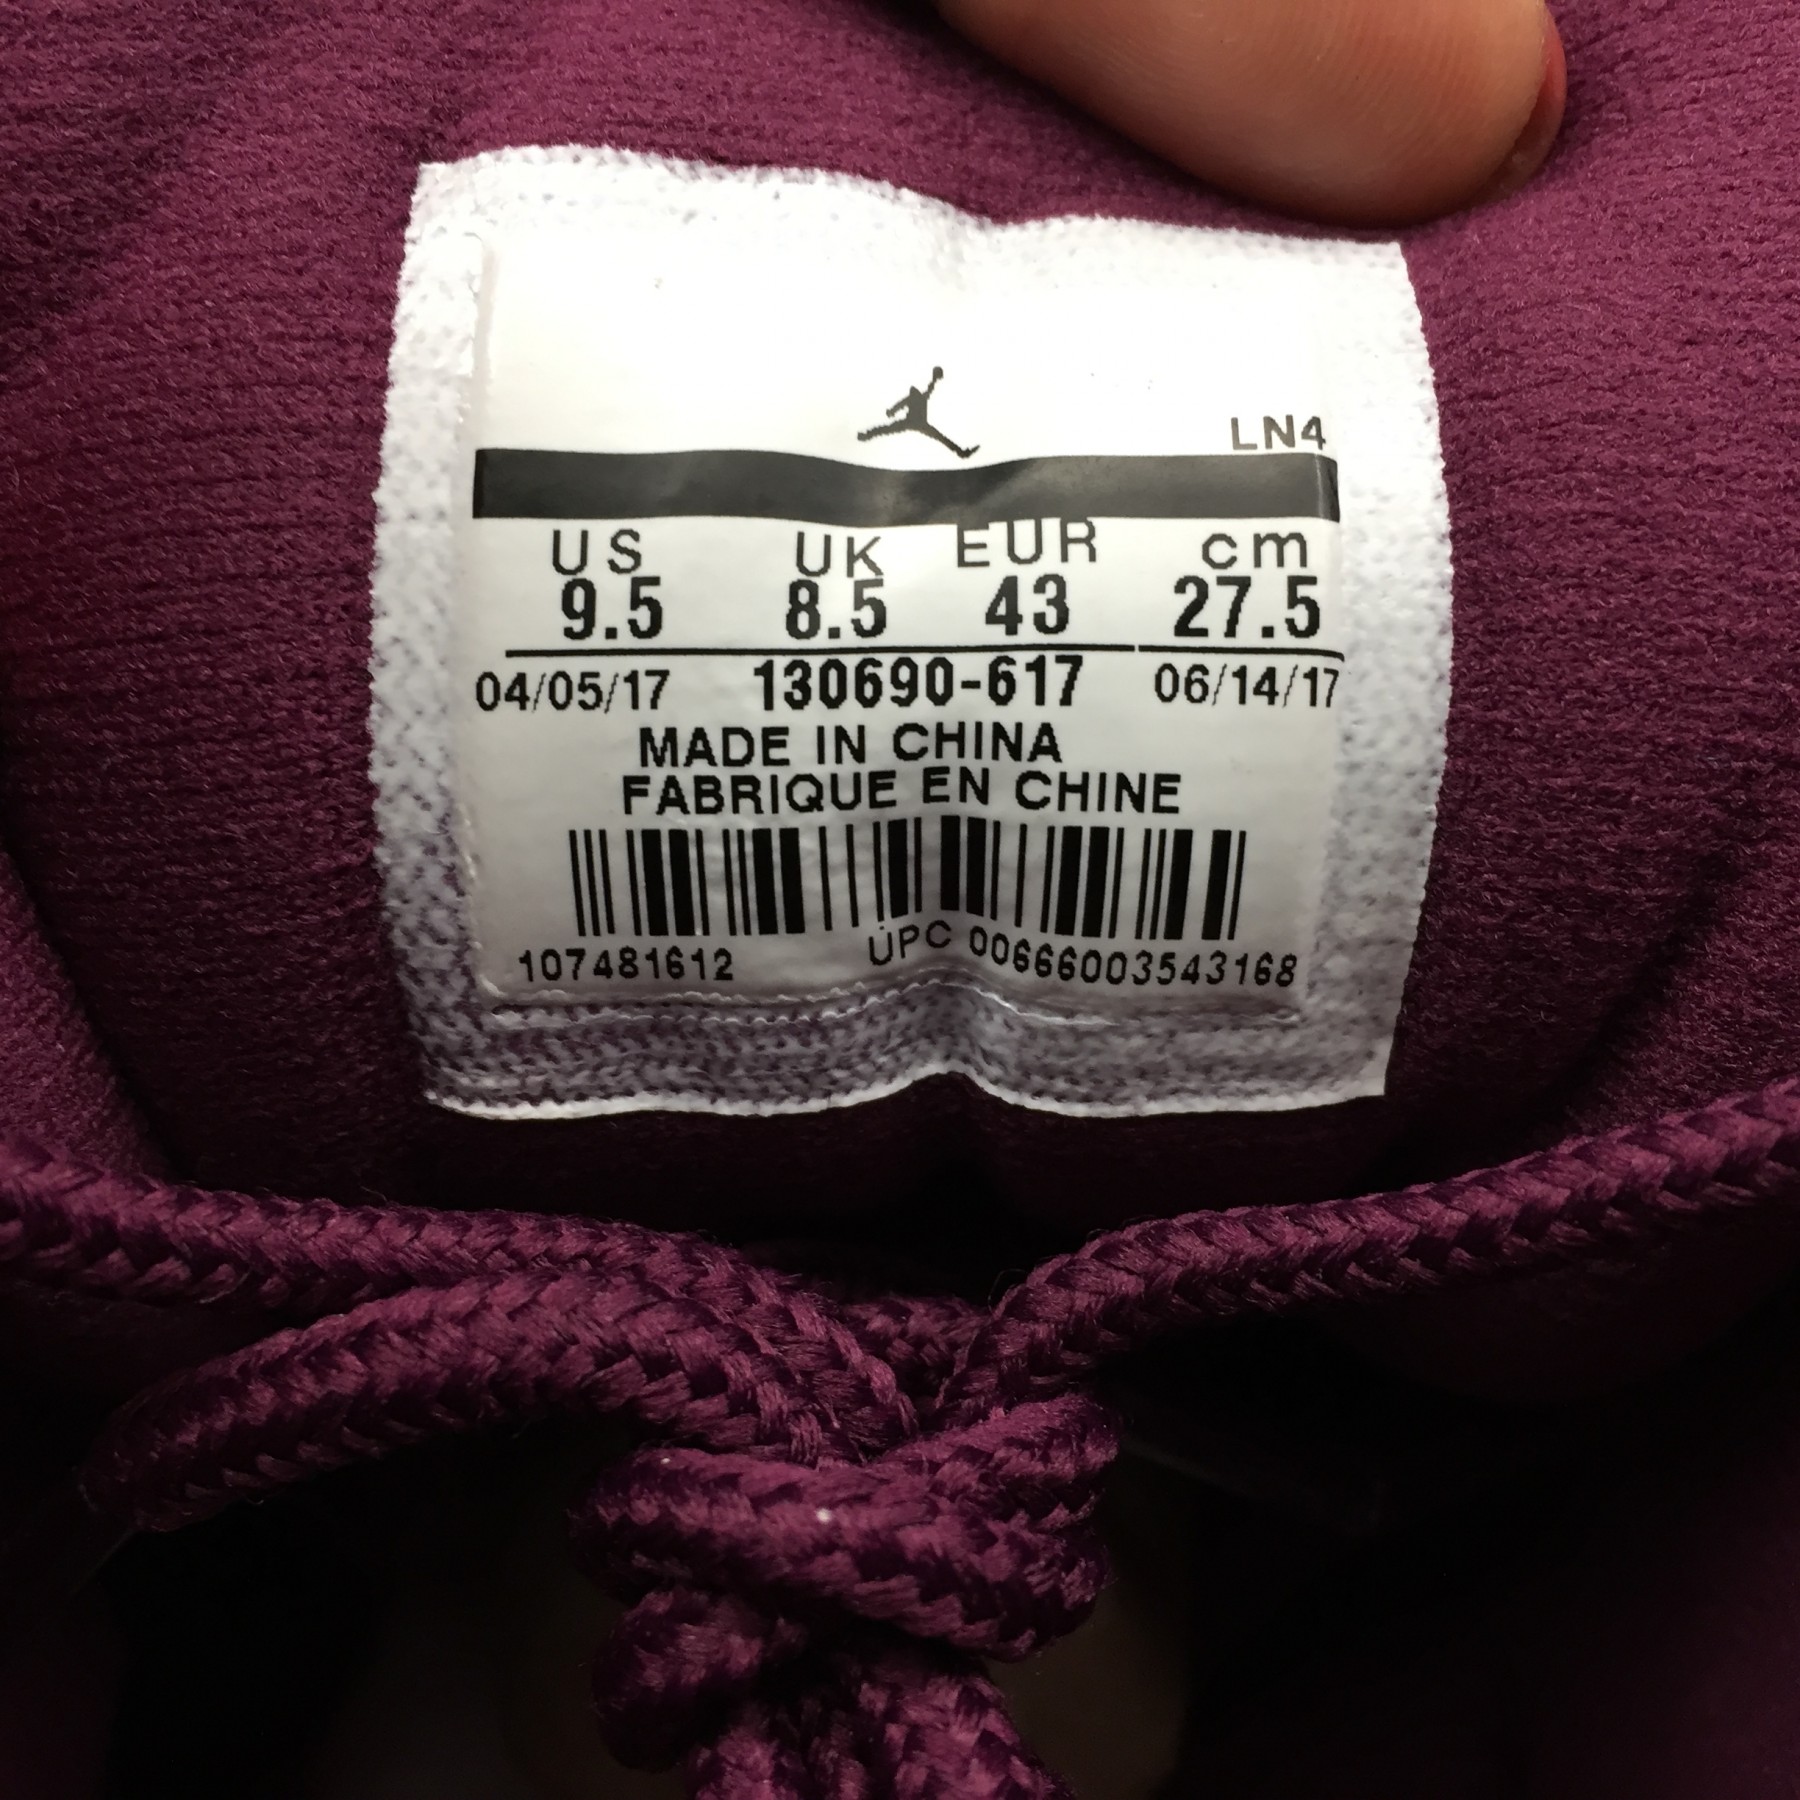 LN4
US UK EUR cm
9.5 8.5 43 27.5
04/05/17 130690-617 06/14/17
MADE IN CHINA
FABRIQUE EN CHINE
107481612 UPC 00666003543168